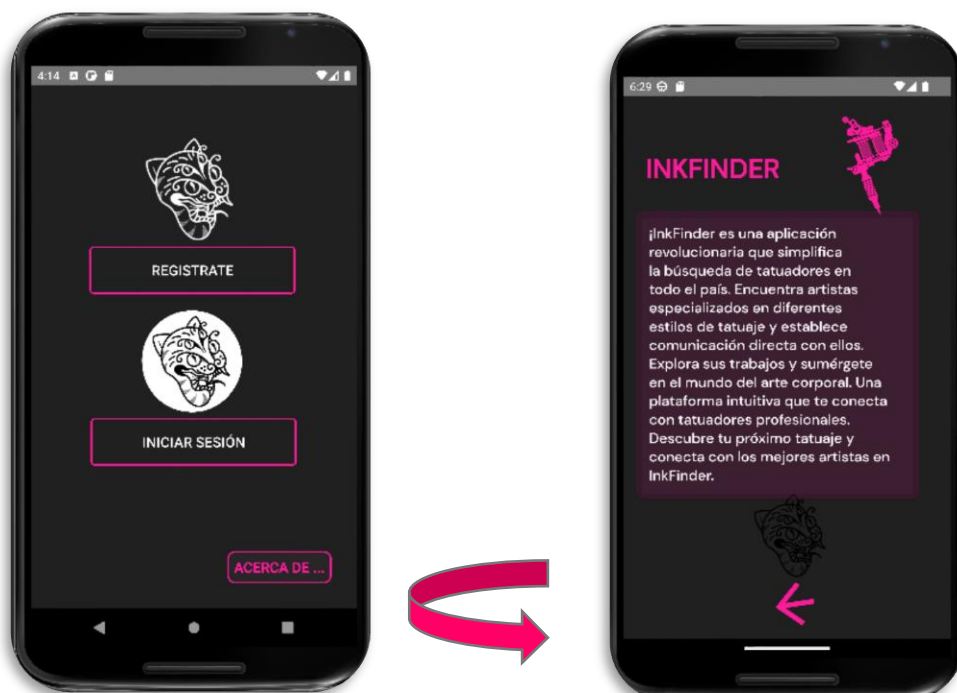 4:14
REGISTRATE
INICIAR SESIÓN
ACERCA DE ...
6:29
INKFINDER
¡InkFinder es una aplicación
revolucionaria que simplifica
la búsqueda de tatuadores en
todo el país. Encuentra artistas
especializados en diferentes
estilos de tatuaje y establece
comunicación directa con ellos.
Explora sus trabajos y sumérgete
en el mundo del arte corporal. Una
plataforma intuitiva que te conecta
con tatuadores profesionales.
Descubre tu próximo tatuaje y
conecta con los mejores artistas en
InkFinder.